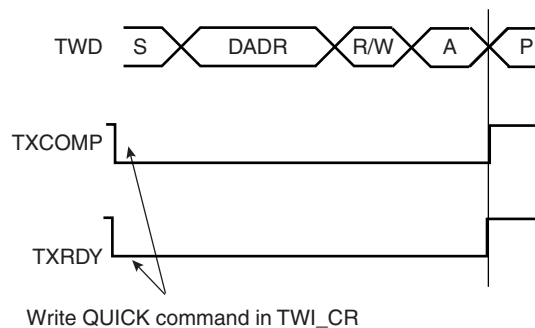 TWD S DADR R/W A P
TXCOMP
TXRDY
Write QUICK command in TWI_CR